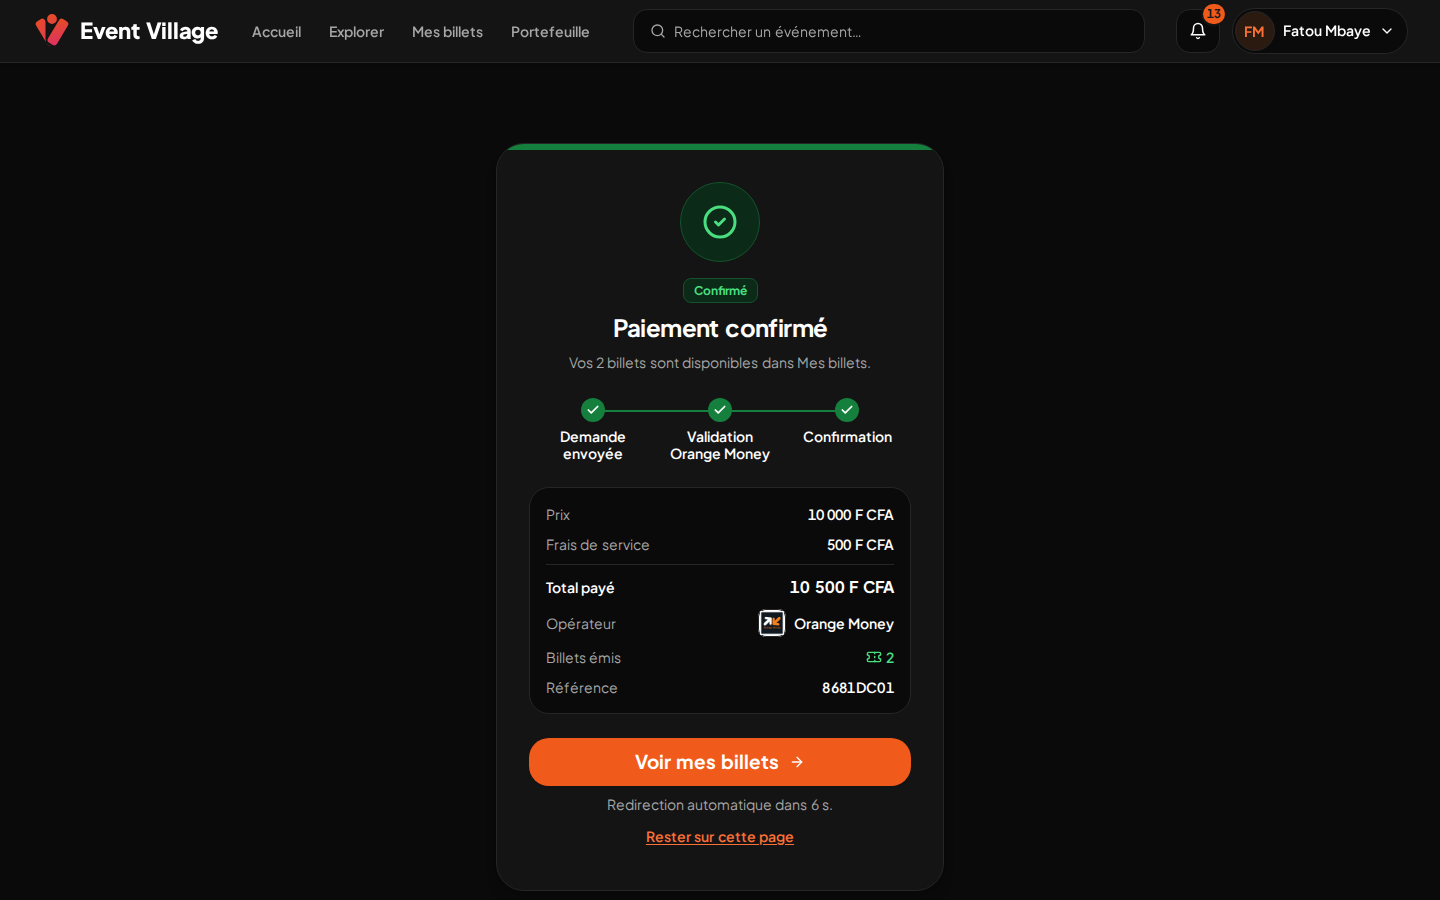 Event Village
Accueil
Explorer
Mes billets
Portefeuille
Rechercher un événement...
13
FM
Fatou Mbaye
Confirmé
Paiement confirmé
Vos 2 billets sont disponibles dans Mes billets.
Demande
envoyée
Validation
Orange Money
Confirmation
Prix
10 000 F CFA
Frais de service
500 F CFA
Total payé
10 500 F CFA
Opérateur
Orange Money
Billets émis
2
Référence
8681DC01
Voir mes billets →
Redirection automatique dans 6 s.
Rester sur cette page